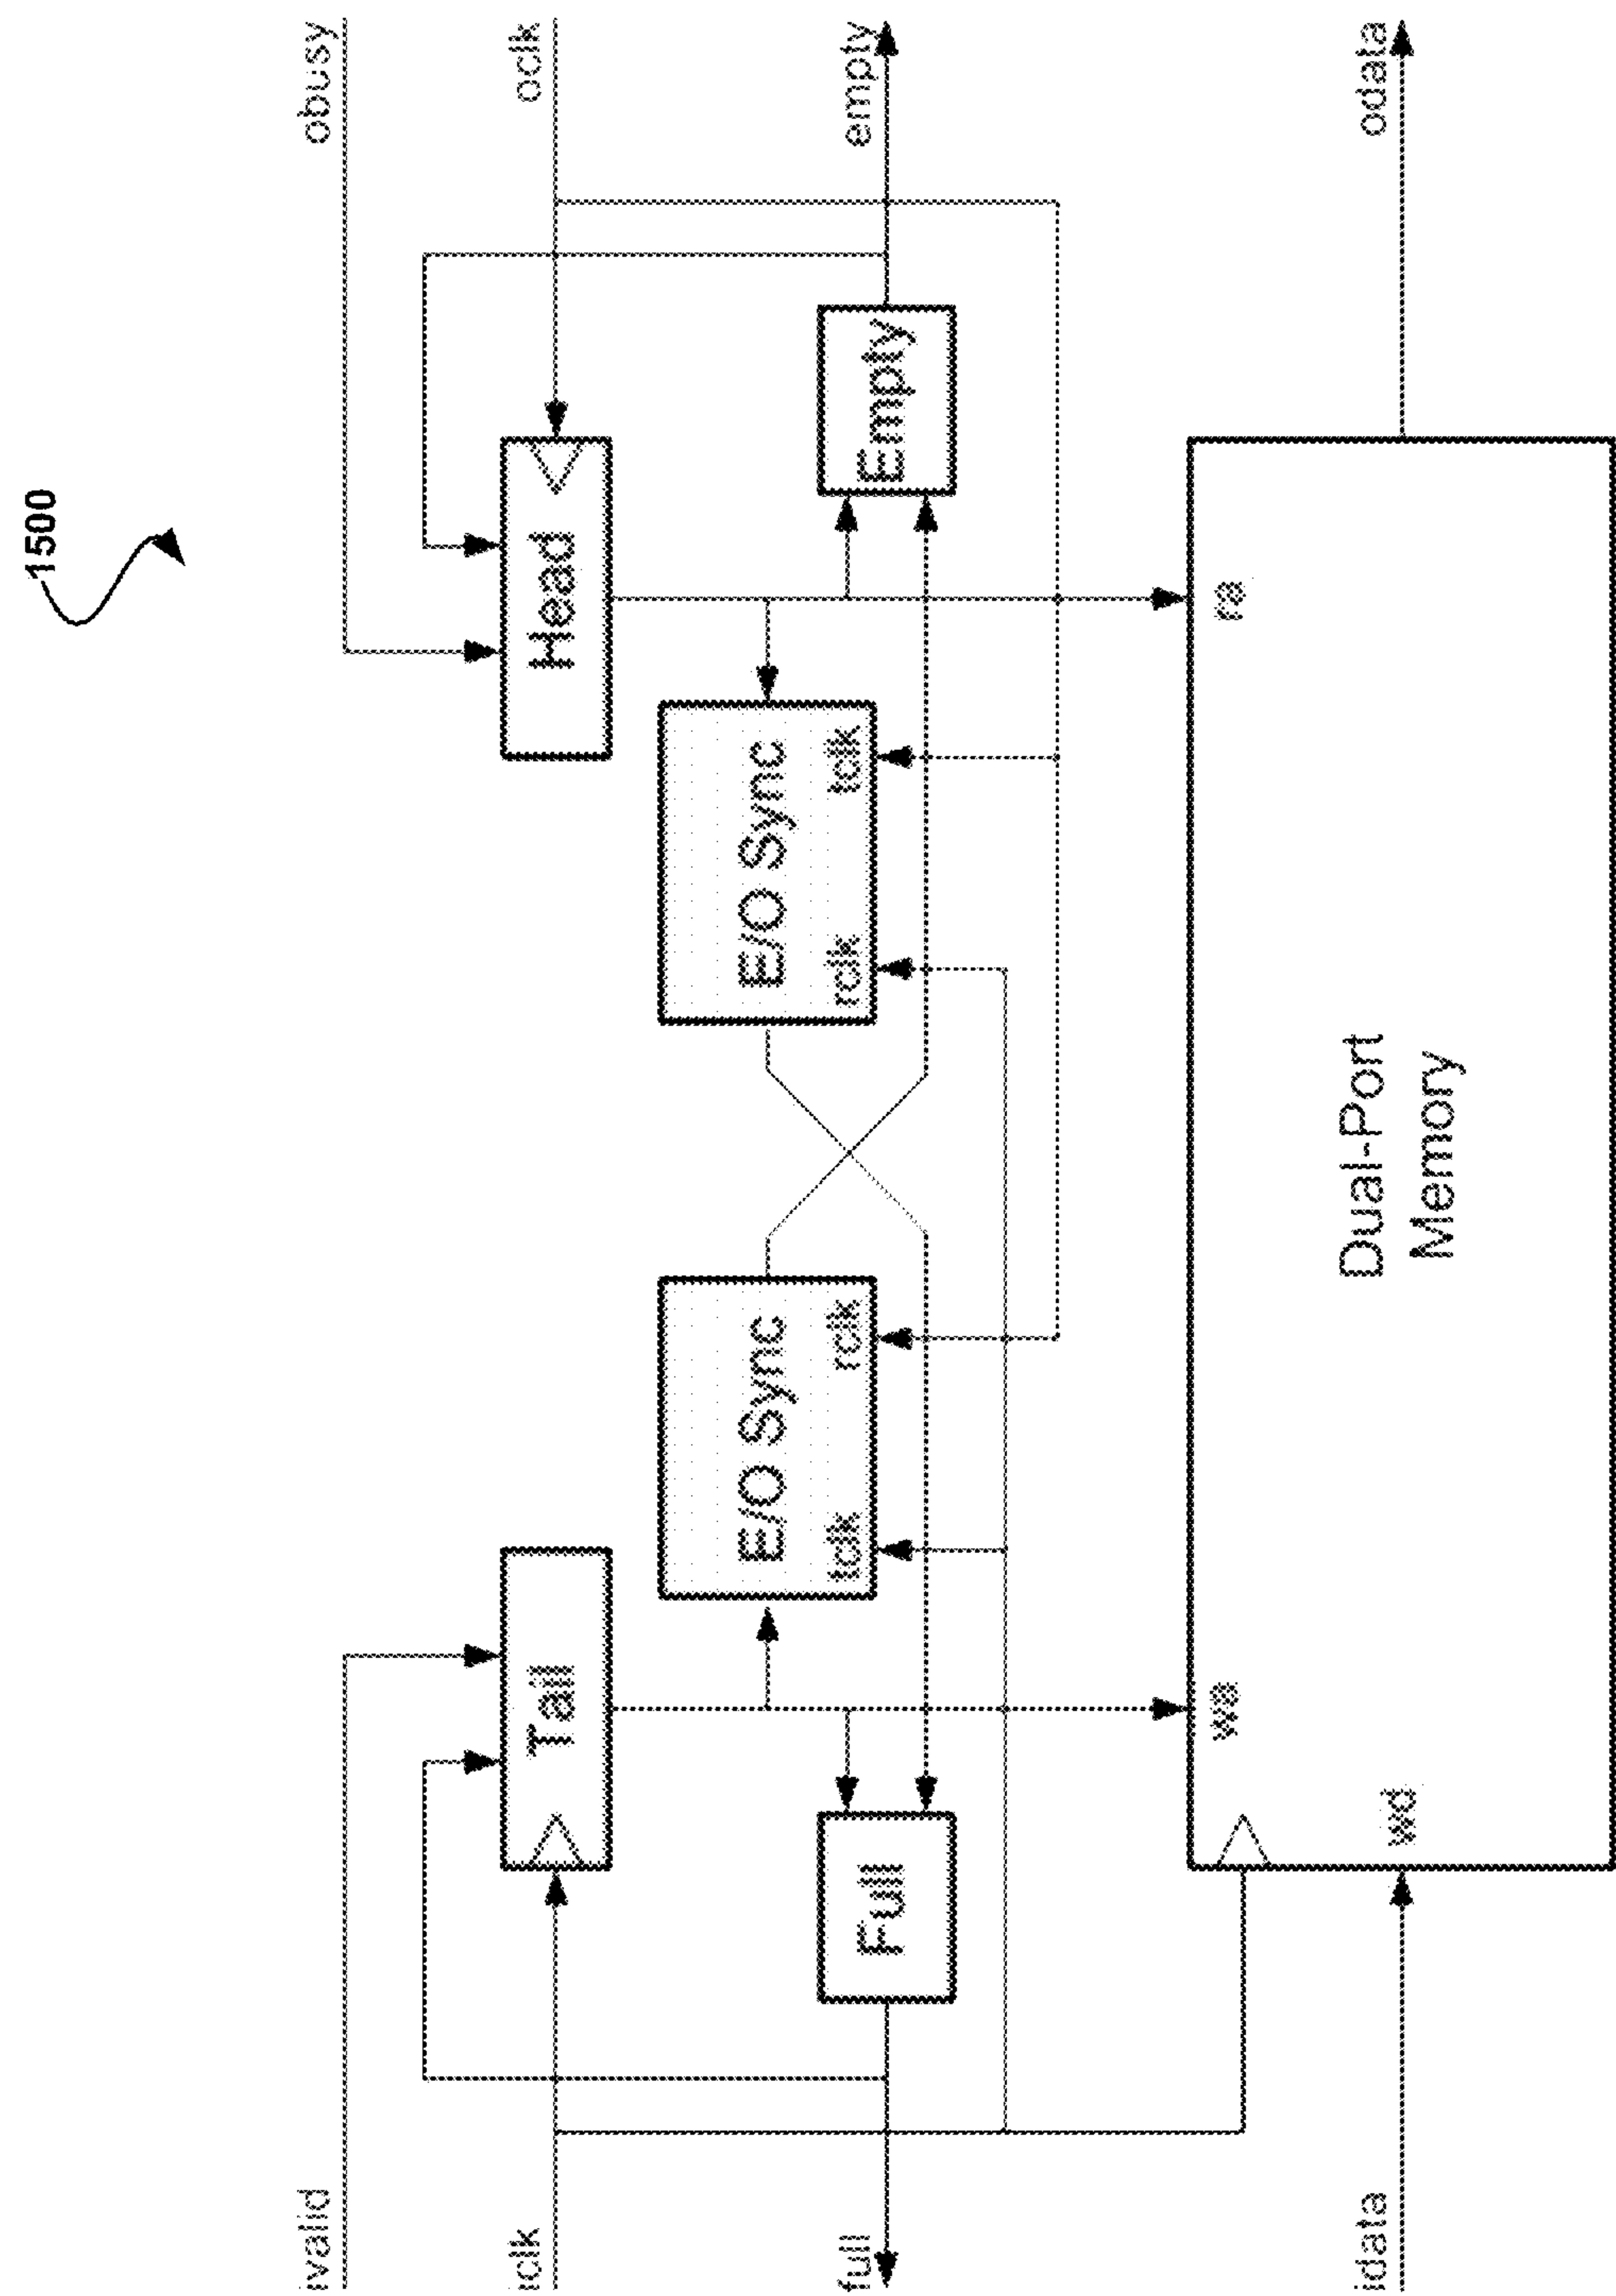 1500
ivalid
obusy
iclk
Tail
Head
oclk
E/O Sync
tclk
rclk
E/O Sync
rclk
tclk
full
Full
Empty
empty
wa
ra
idata
wd
Dual-Port
Memory
odata